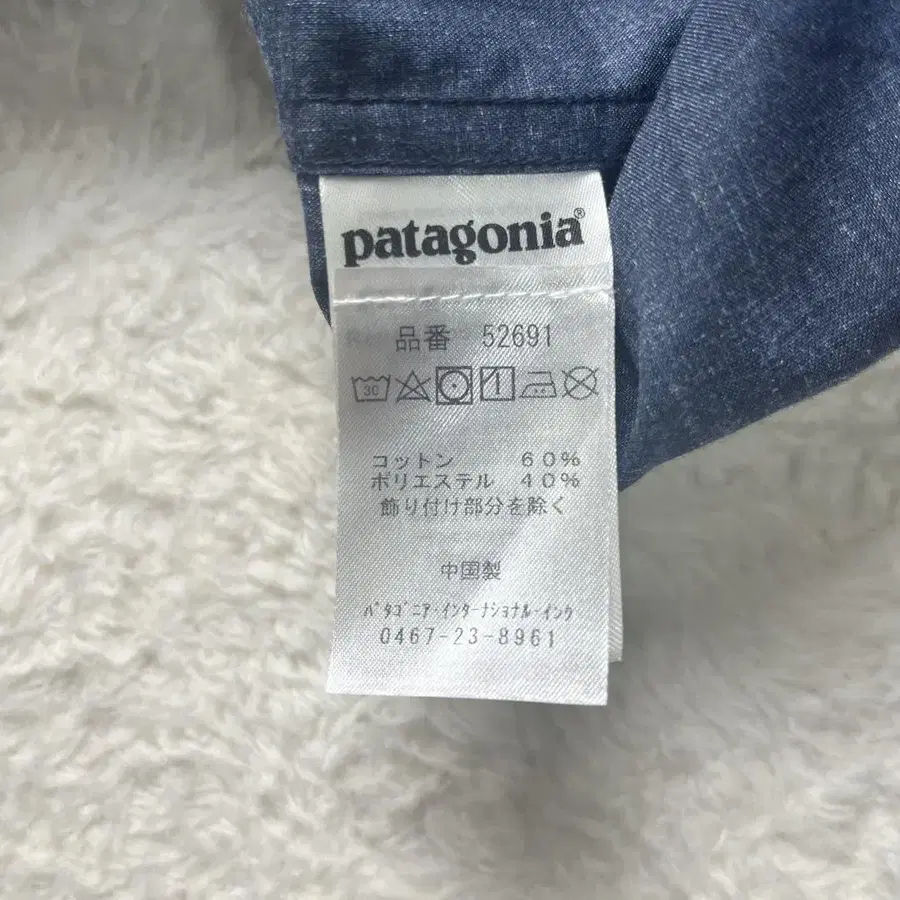 patagonia®
品番 52691
30
コットン 60%
ポリエステル 40%
飾り付け部分を除く
中国製
パタゴニア・インターナショナル・インク
0467-23-8961